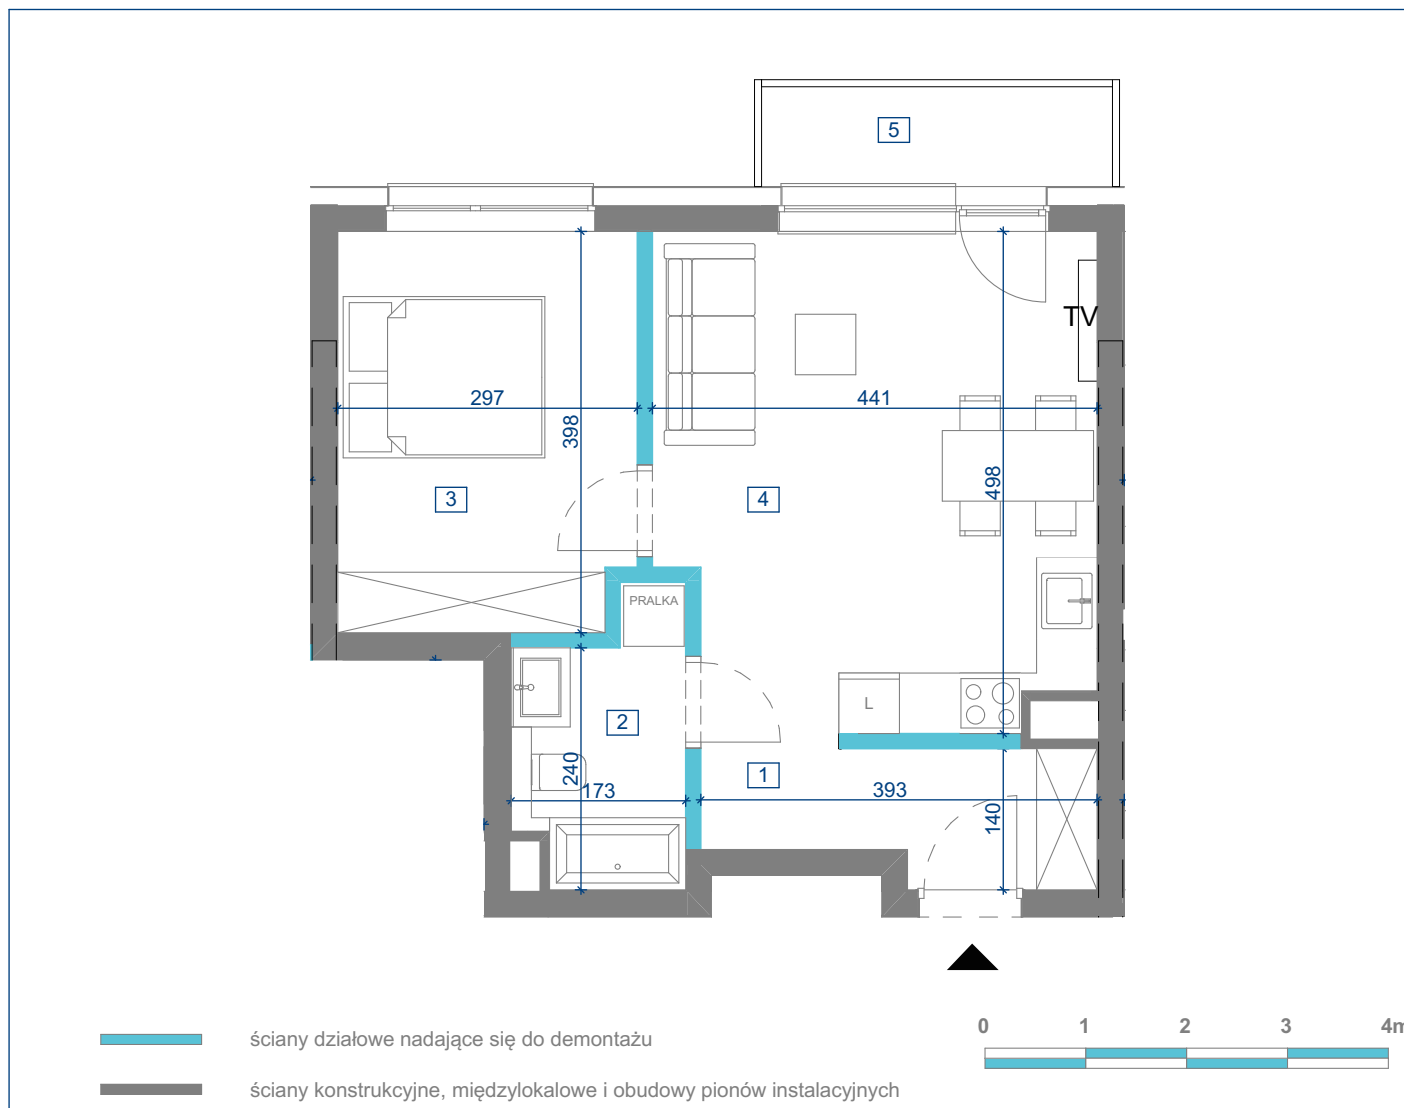 5
TV
297
441
398
3
4
498
PRALKA
L
2
1
240
173
393
140
0 1 2 3 4m
ściany działowe nadające się do demontażu
ściany konstrukcyjne, międzylokalowe i obudowy pionów instalacyjnych